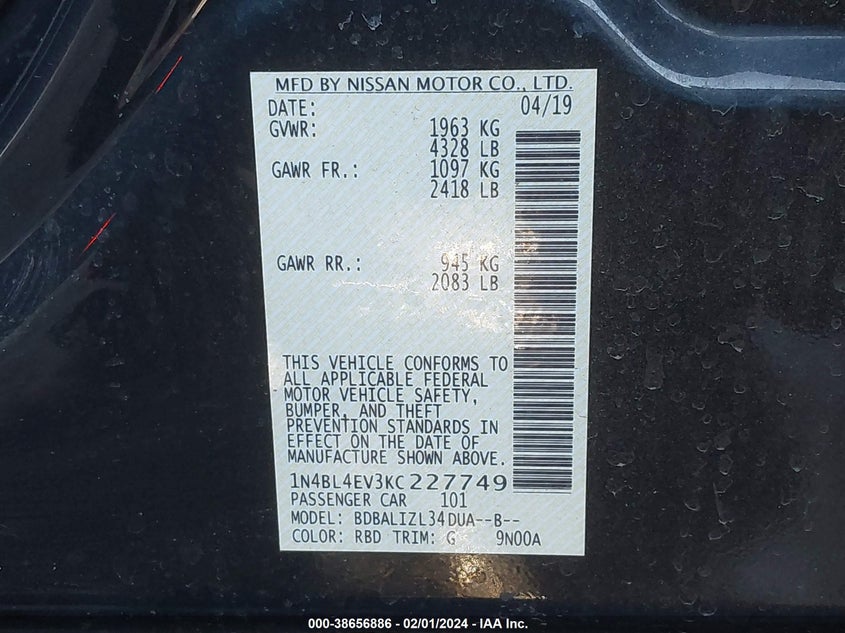 MFD BY NISSAN MOTOR CO., LTD.
DATE: 04/19
GVWR: 1963 KG
4328 LB
GAWR FR.: 1097 KG
2418 LB
GAWR RR.: 945 KG
2083 LB
THIS VEHICLE CONFORMS TO
ALL APPLICABLE FEDERAL
MOTOR VEHICLE SAFETY,
BUMPER, AND THEFT
PREVENTION STANDARDS IN
EFFECT ON THE DATE OF
MANUFACTURE SHOWN ABOVE.
1N4BL4EV3KC227749
PASSENGER CAR 101
MODEL: BDBALIZL34DUA--B--
COLOR: RBD TRIM: G 9N00A
000-38656886 - 02/01/2024 - IAA Inc.